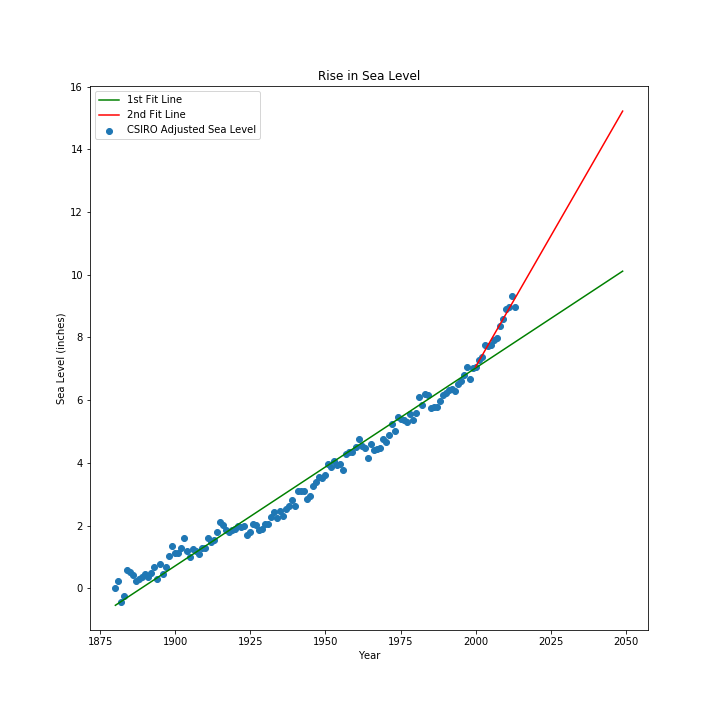 Rise in Sea Level
1st Fit Line
2nd Fit Line
CSIRO Adjusted Sea Level
16
14
12
10
8
6
4
2
0
Sea Level (inches)
1875 1900 1925 1950 1975 2000 2025 2050
Year